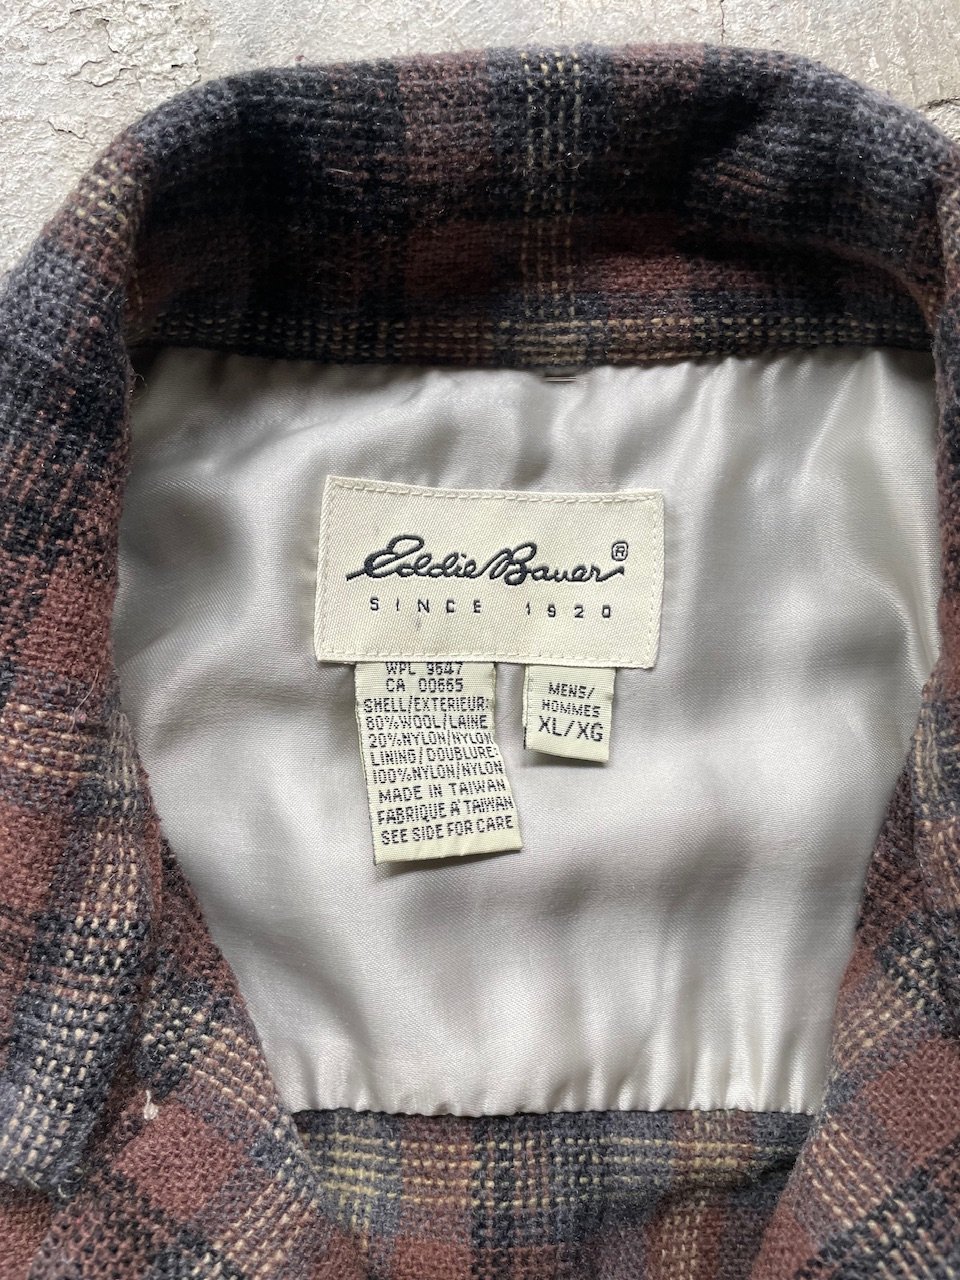 Eddie Bauer®
SINCE 1920
WPL 9647
CA 00665
SHELL/EXTERIEUR:
80%WOOL/LAINE
20%NYLON/NYLON
LINING/DOUBLURE:
100%NYLON/NYLON
MADE IN TAIWAN
FABRIQUE A'TAIWAN
SEE SIDE FOR CARE
MENS/
HOMMES
XL/XG